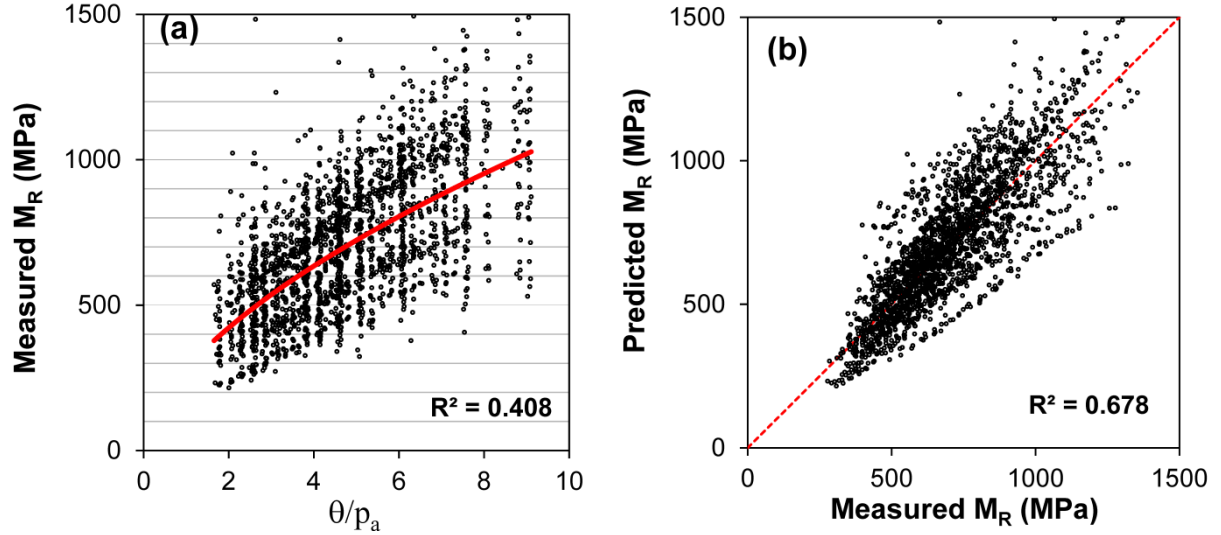 (a)
Measured M_R (MPa)
1500
1000
500
0
0 2 4 6 8 10
θ/p_a
R² = 0.408
(b)
Predicted M_R (MPa)
1500
1000
500
0
0 500 1000 1500
Measured M_R (MPa)
R² = 0.678